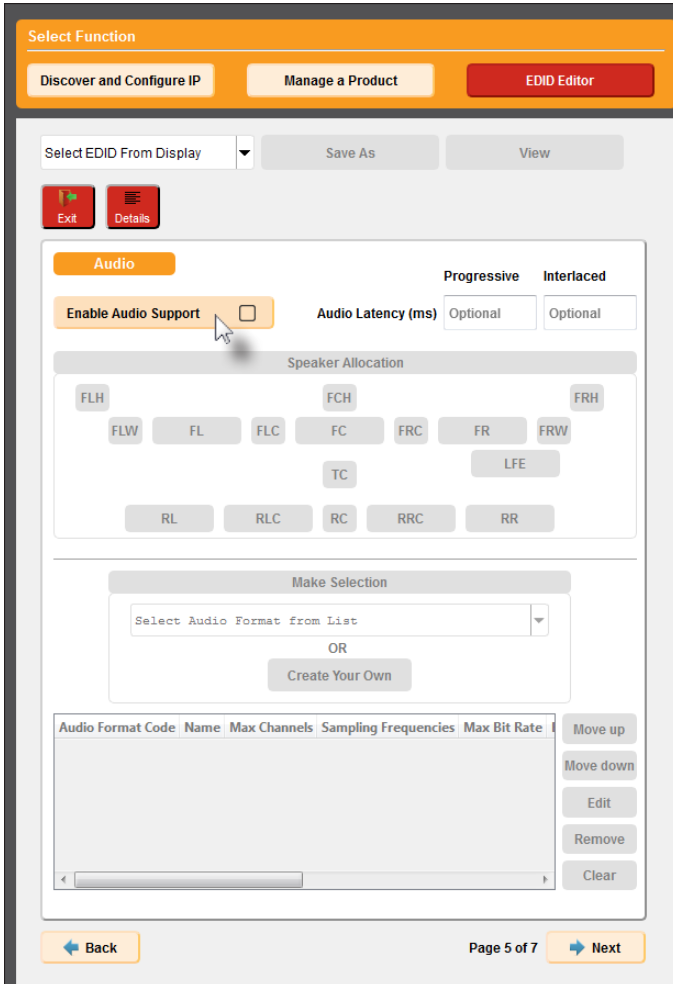 Select Function
Discover and Configure IP Manage a Product EDID Editor
Select EDID From Display Save As View
Exit Details
Audio
Progressive Interlaced
Enable Audio Support Audio Latency (ms) Optional Optional
Speaker Allocation
FLH FCH FRH
FLW FL FLC FC FRC FR FRW
LFE
TC
RL RLC RC RRC RR
Make Selection
Select Audio Format from List
OR
Create Your Own
Audio Format Code Name Max Channels Sampling Frequencies Max Bit Rate
Move up
Move down
Edit
Remove
Clear
Back Page 5 of 7 Next